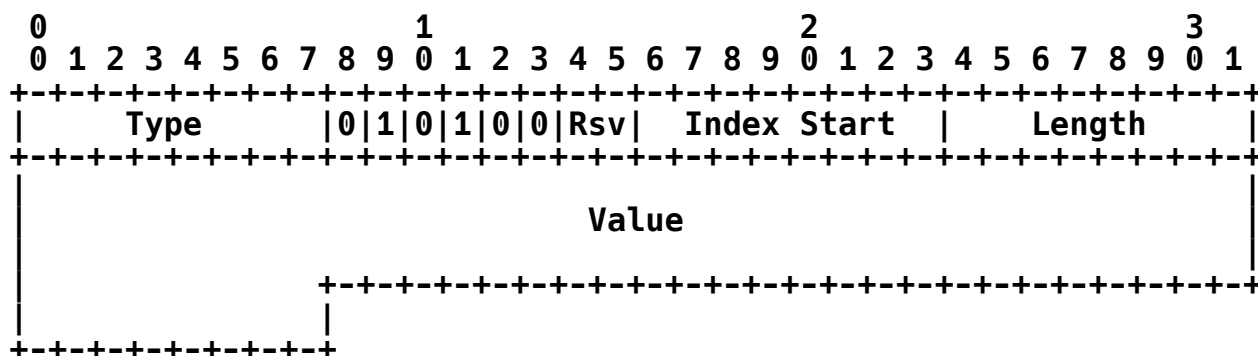 0                   1                   2                   3
 0 1 2 3 4 5 6 7 8 9 0 1 2 3 4 5 6 7 8 9 0 1 2 3 4 5 6 7 8 9 0 1
+-+-+-+-+-+-+-+-+-+-+-+-+-+-+-+-+-+-+-+-+-+-+-+-+-+-+-+-+-+-+-+-+
|     Type      |0|1|0|1|0|0|Rsv|  Index Start  |    Length     |
+-+-+-+-+-+-+-+-+-+-+-+-+-+-+-+-+-+-+-+-+-+-+-+-+-+-+-+-+-+-+-+-+
|                                                               |
|                             Value                             |
|                                                               |
|               +-+-+-+-+-+-+-+-+-+-+-+-+-+-+-+-+-+-+-+-+-+-+-+-+
|               |
+-+-+-+-+-+-+-+-+